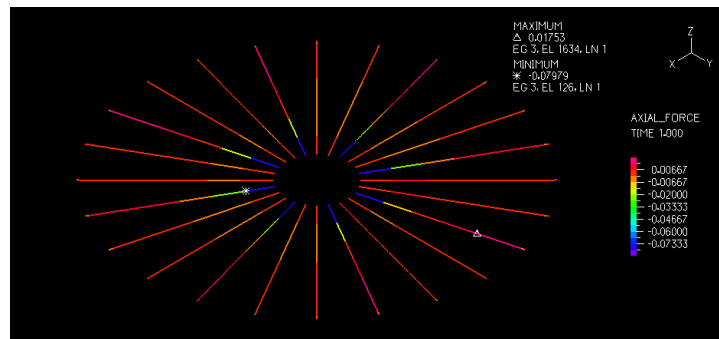 MAXIMUM
△ 0.01753
EG 3, EL 1634, LN 1
MINIMUM
✳ -0.07979
EG 3, EL 126, LN 1
Z
X Y
AXIAL_FORCE
TIME 1.000
0.00667
-0.00667
-0.02000
-0.03333
-0.04667
-0.06000
-0.07333